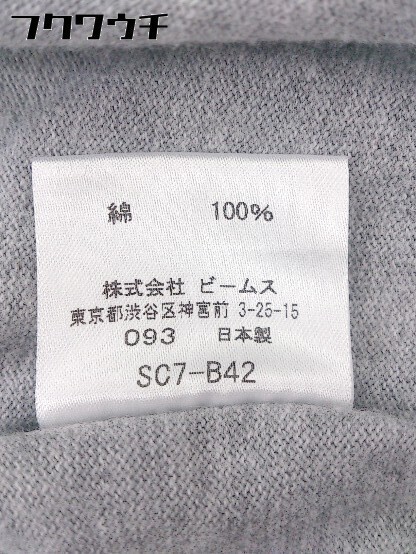 フクワウチ
綿 100%
株式会社 ビームス
東京都渋谷区神宮前 3-25-15
093 日本製
SC7-B42